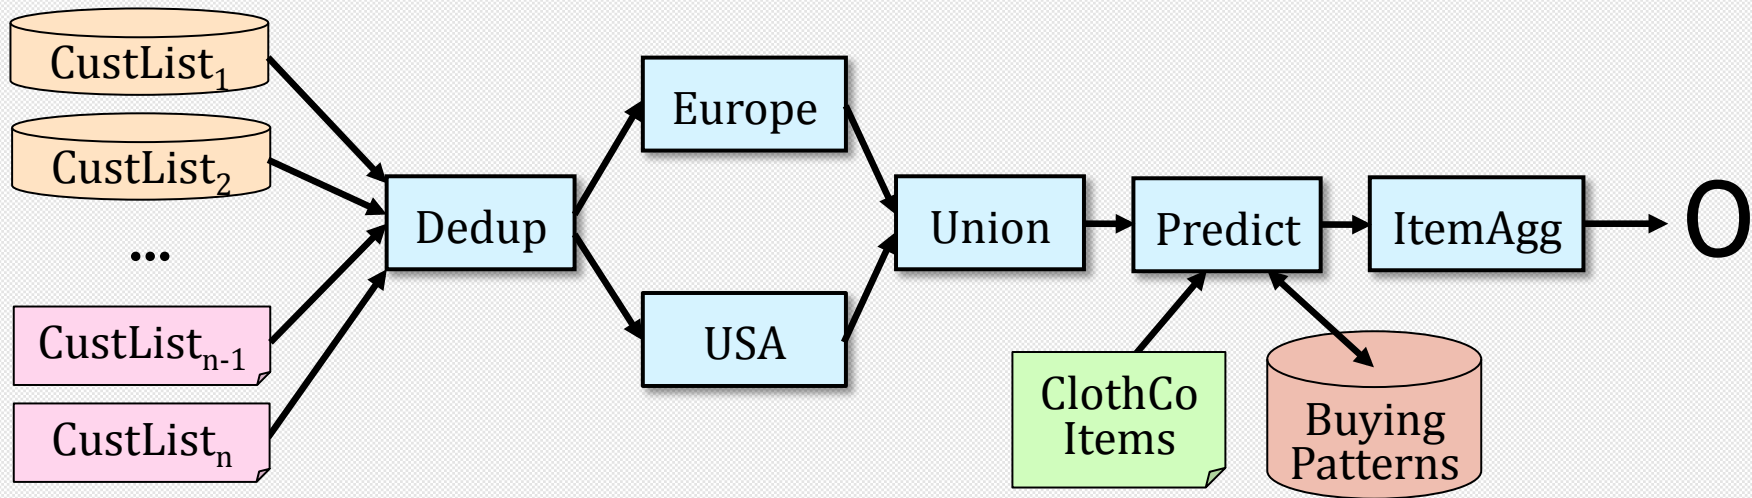 CustList₁
CustList₂
...
CustListₙ₋₁
CustListₙ
Dedup
Europe
USA
Union
Predict
ItemAgg
O
ClothCo
Items
Buying
Patterns